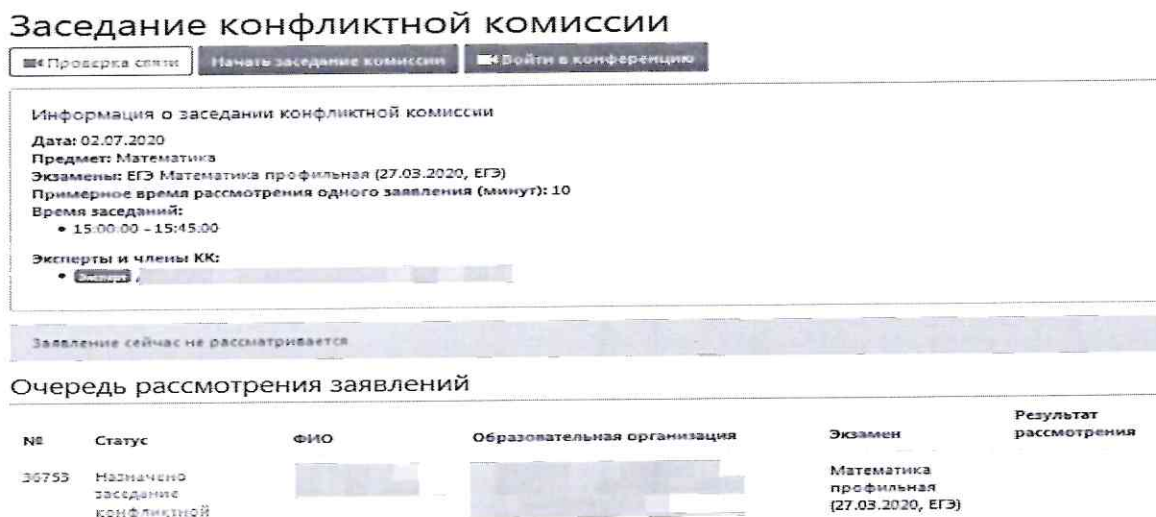 Заседание конфликтной комиссии
Проверка связи Начать заседание комиссии Войти в конференцию
Информация о заседании конфликтной комиссии
Дата: 02.07.2020
Предмет: Математика
Экзамены: ЕГЭ Математика профильная (27.03.2020, ЕГЭ)
Примерное время рассмотрения одного заявления (минут): 10
Время заседаний:
• 15:00:00 - 15:45:00
Эксперты и члены КК:
• Эксперт
Заявление сейчас не рассматривается
Очередь рассмотрения заявлений
№ Статус ФИО Образовательная организация Экзамен Результат рассмотрения
36753 Назначено заседание конфликтной Математика профильная (27.03.2020, ЕГЭ)